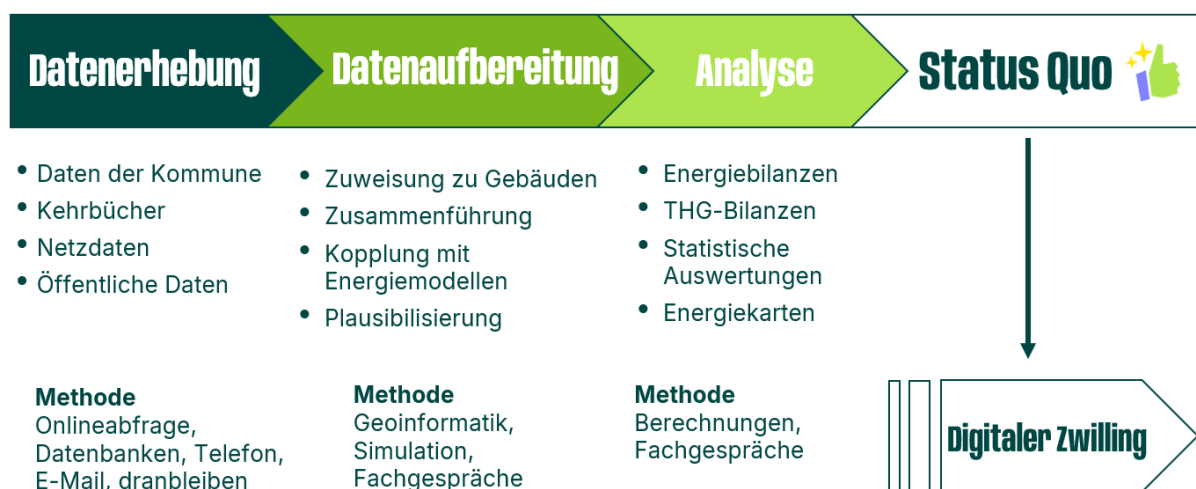 Datenerhebung
Datenaufbereitung
Analyse
Status Quo
• Daten der Kommune
• Kehrbücher
• Netzdaten
• Öffentliche Daten
• Zuweisung zu Gebäuden
• Zusammenführung
• Kopplung mit
Energiemodellen
• Plausibilisierung
• Energiebilanzen
• THG-Bilanzen
• Statistische
Auswertungen
• Energiekarten
Methode
Onlineabfrage,
Datenbanken, Telefon,
E-Mail, dranbleiben
Methode
Geoinformatik,
Simulation,
Fachgespräche
Methode
Berechnungen,
Fachgespräche
Digitaler Zwilling